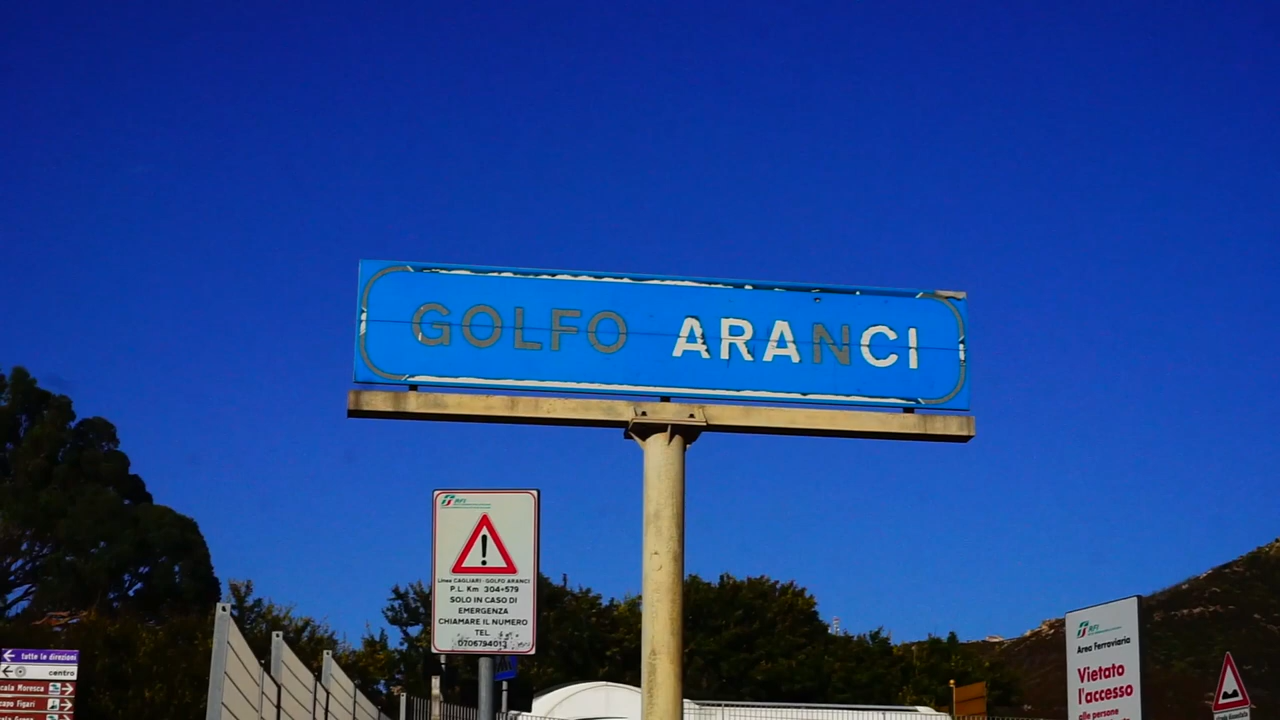 GOLFO ARANCI
RFI
Linea CAGLIARI - GOLFO ARANCI
P.L. Km 304+579
SOLO IN CASO DI
EMERGENZA
CHIAMARE IL NUMERO
TEL.
0706794013
tutte le direzioni
centro
cala Moresca
capo Figari
RFI
Area Ferroviaria
Vietato
l'accesso
alle persone